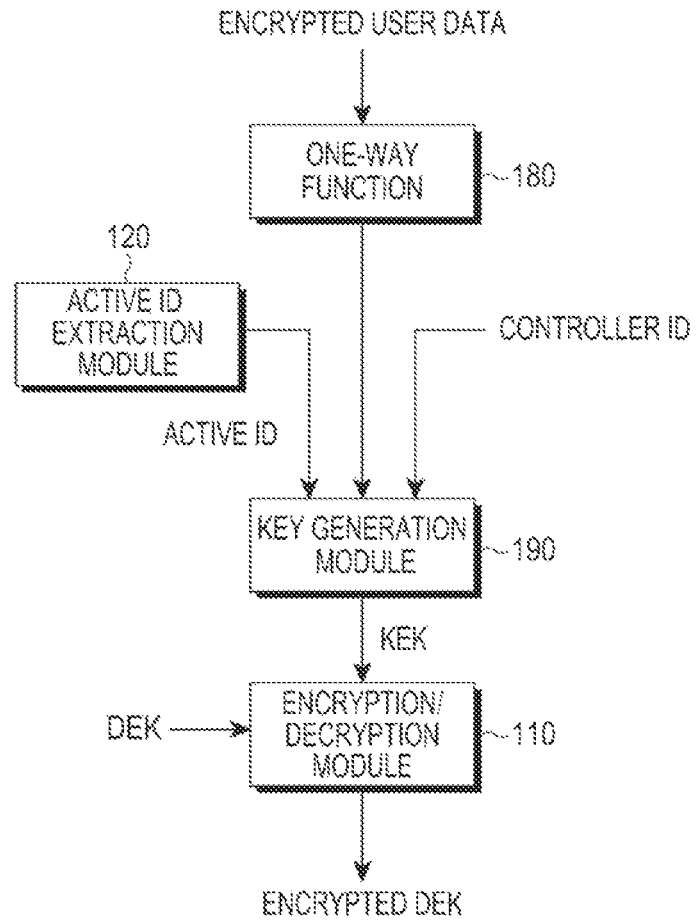 ENCRYPTED USER DATA
ONE-WAY
FUNCTION
180
120
ACTIVE ID
EXTRACTION
MODULE
CONTROLLER ID
ACTIVE ID
KEY GENERATION
MODULE
190
KEK
DEK
ENCRYPTION/
DECRYPTION
MODULE
110
ENCRYPTED DEK